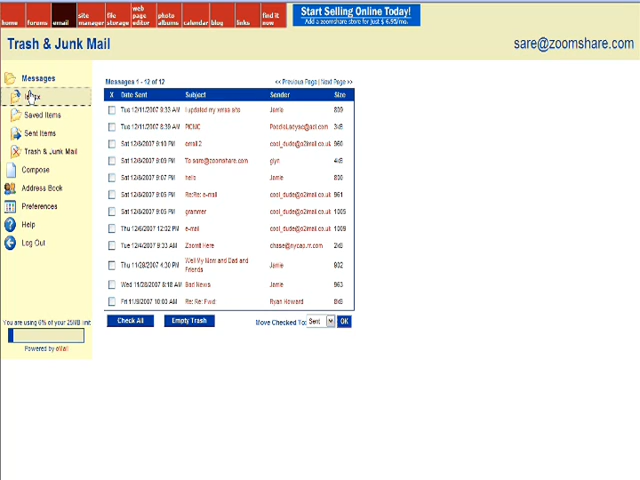 home forums email site manager file storage web page editor photo albums calendar blog links find it now
Start Selling Online Today!
Add a zoomshare store for just $ 6.95/mo.
Trash & Junk Mail
sare@zoomshare.com
Messages
Saved Items
Sent Items
Trash & Junk Mail
Compose
Address Book
Preferences
Help
Log Out
You are using 6% of your 25MB limit
Powered by
Messages 1 - 12 of 12
<< Previous Page | Next Page >>
X Date Sent Subject Sender Size
Tue 12/11/2007 9:33 AM I updated my xmas site Jamie
Tue 12/11/2007 8:39 AM PICNIC
Sat 12/8/2007 9:10 PM email 2 960
Sat 12/8/2007 9:09 PM To sare@zoomshare.com glyn
Sat 12/8/2007 9:07 PM hello Jamie
Sat 12/8/2007 9:05 PM Re:Re: e-mail 961
Sat 12/8/2007 9:05 PM grammer
Thu 12/6/2007 12:32 PM e-mail
Tue 12/4/2007 9:33 AM Zoomit Here
Thu 11/29/2007 4:30 PM Well My Mom and Dad and Friends Jamie 902
Wed 11/28/2007 8:18 AM Bad News Jamie 963
Fri 11/9/2007 10:03 AM Re: Re: Fwd Ryan Howard
Check All
Empty Trash
Move Checked To: Sent OK